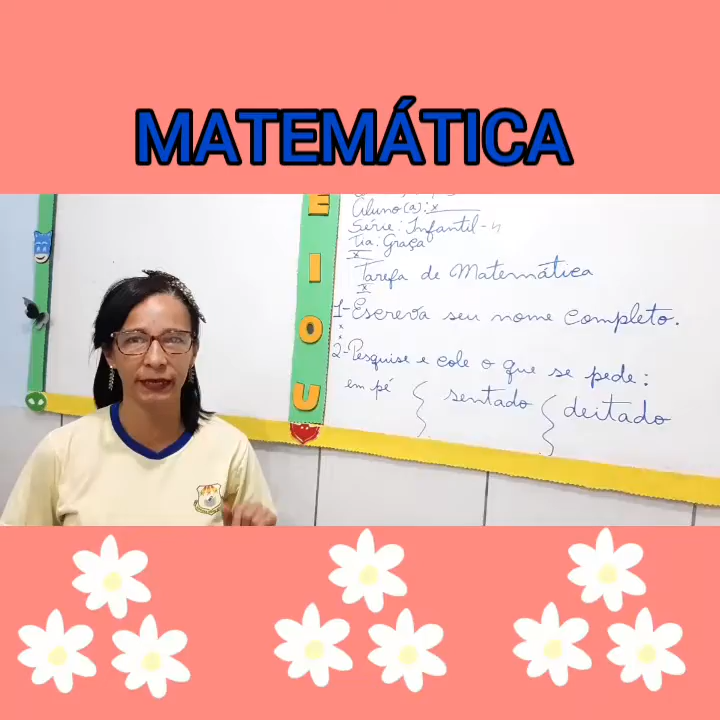 MATEMÁTICA
E
I
O
U
Aluno(a): x
Série: Infantil-4
Tia: Graça
x
Tarefa de Matemática
x
1-Escreva seu nome completo.
x
x
2-Pesquise e cole o que se pede:
em pé { sentado { deitado